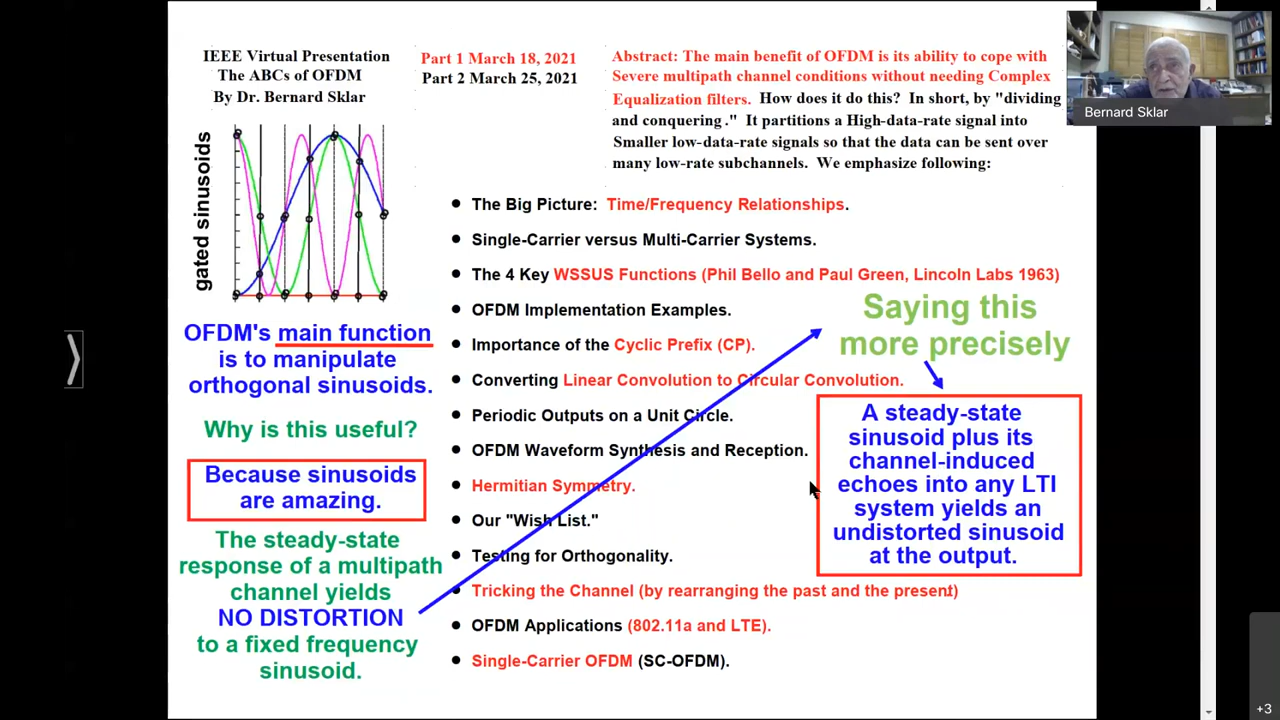 IEEE Virtual Presentation
The ABCs of OFDM
By Dr. Bernard Sklar
Part 1 March 18, 2021
Part 2 March 25, 2021
Abstract: The main benefit of OFDM is its ability to cope with
Severe multipath channel conditions without needing Complex
Equalization filters. How does it do this? In short, by "dividing
and conquering." It partitions a High-data-rate signal into
Smaller low-data-rate signals so that the data can be sent over
many low-rate subchannels. We emphasize following:
Bernard Sklar
gated sinusoids
OFDM's main function
is to manipulate
orthogonal sinusoids.
Why is this useful?
Because sinusoids
are amazing.
The steady-state
response of a multipath
channel yields
NO DISTORTION
to a fixed frequency
sinusoid.
• The Big Picture: Time/Frequency Relationships.
• Single-Carrier versus Multi-Carrier Systems.
• The 4 Key WSSUS Functions (Phil Bello and Paul Green, Lincoln Labs 1963)
• OFDM Implementation Examples.
• Importance of the Cyclic Prefix (CP).
• Converting Linear Convolution to Circular Convolution.
• Periodic Outputs on a Unit Circle.
• OFDM Waveform Synthesis and Reception.
• Hermitian Symmetry.
• Our "Wish List."
• Testing for Orthogonality.
• Tricking the Channel (by rearranging the past and the present)
• OFDM Applications (802.11a and LTE).
• Single-Carrier OFDM (SC-OFDM).
Saying this
more precisely
A steady-state
sinusoid plus its
channel-induced
echoes into any LTI
system yields an
undistorted sinusoid
at the output.
+3